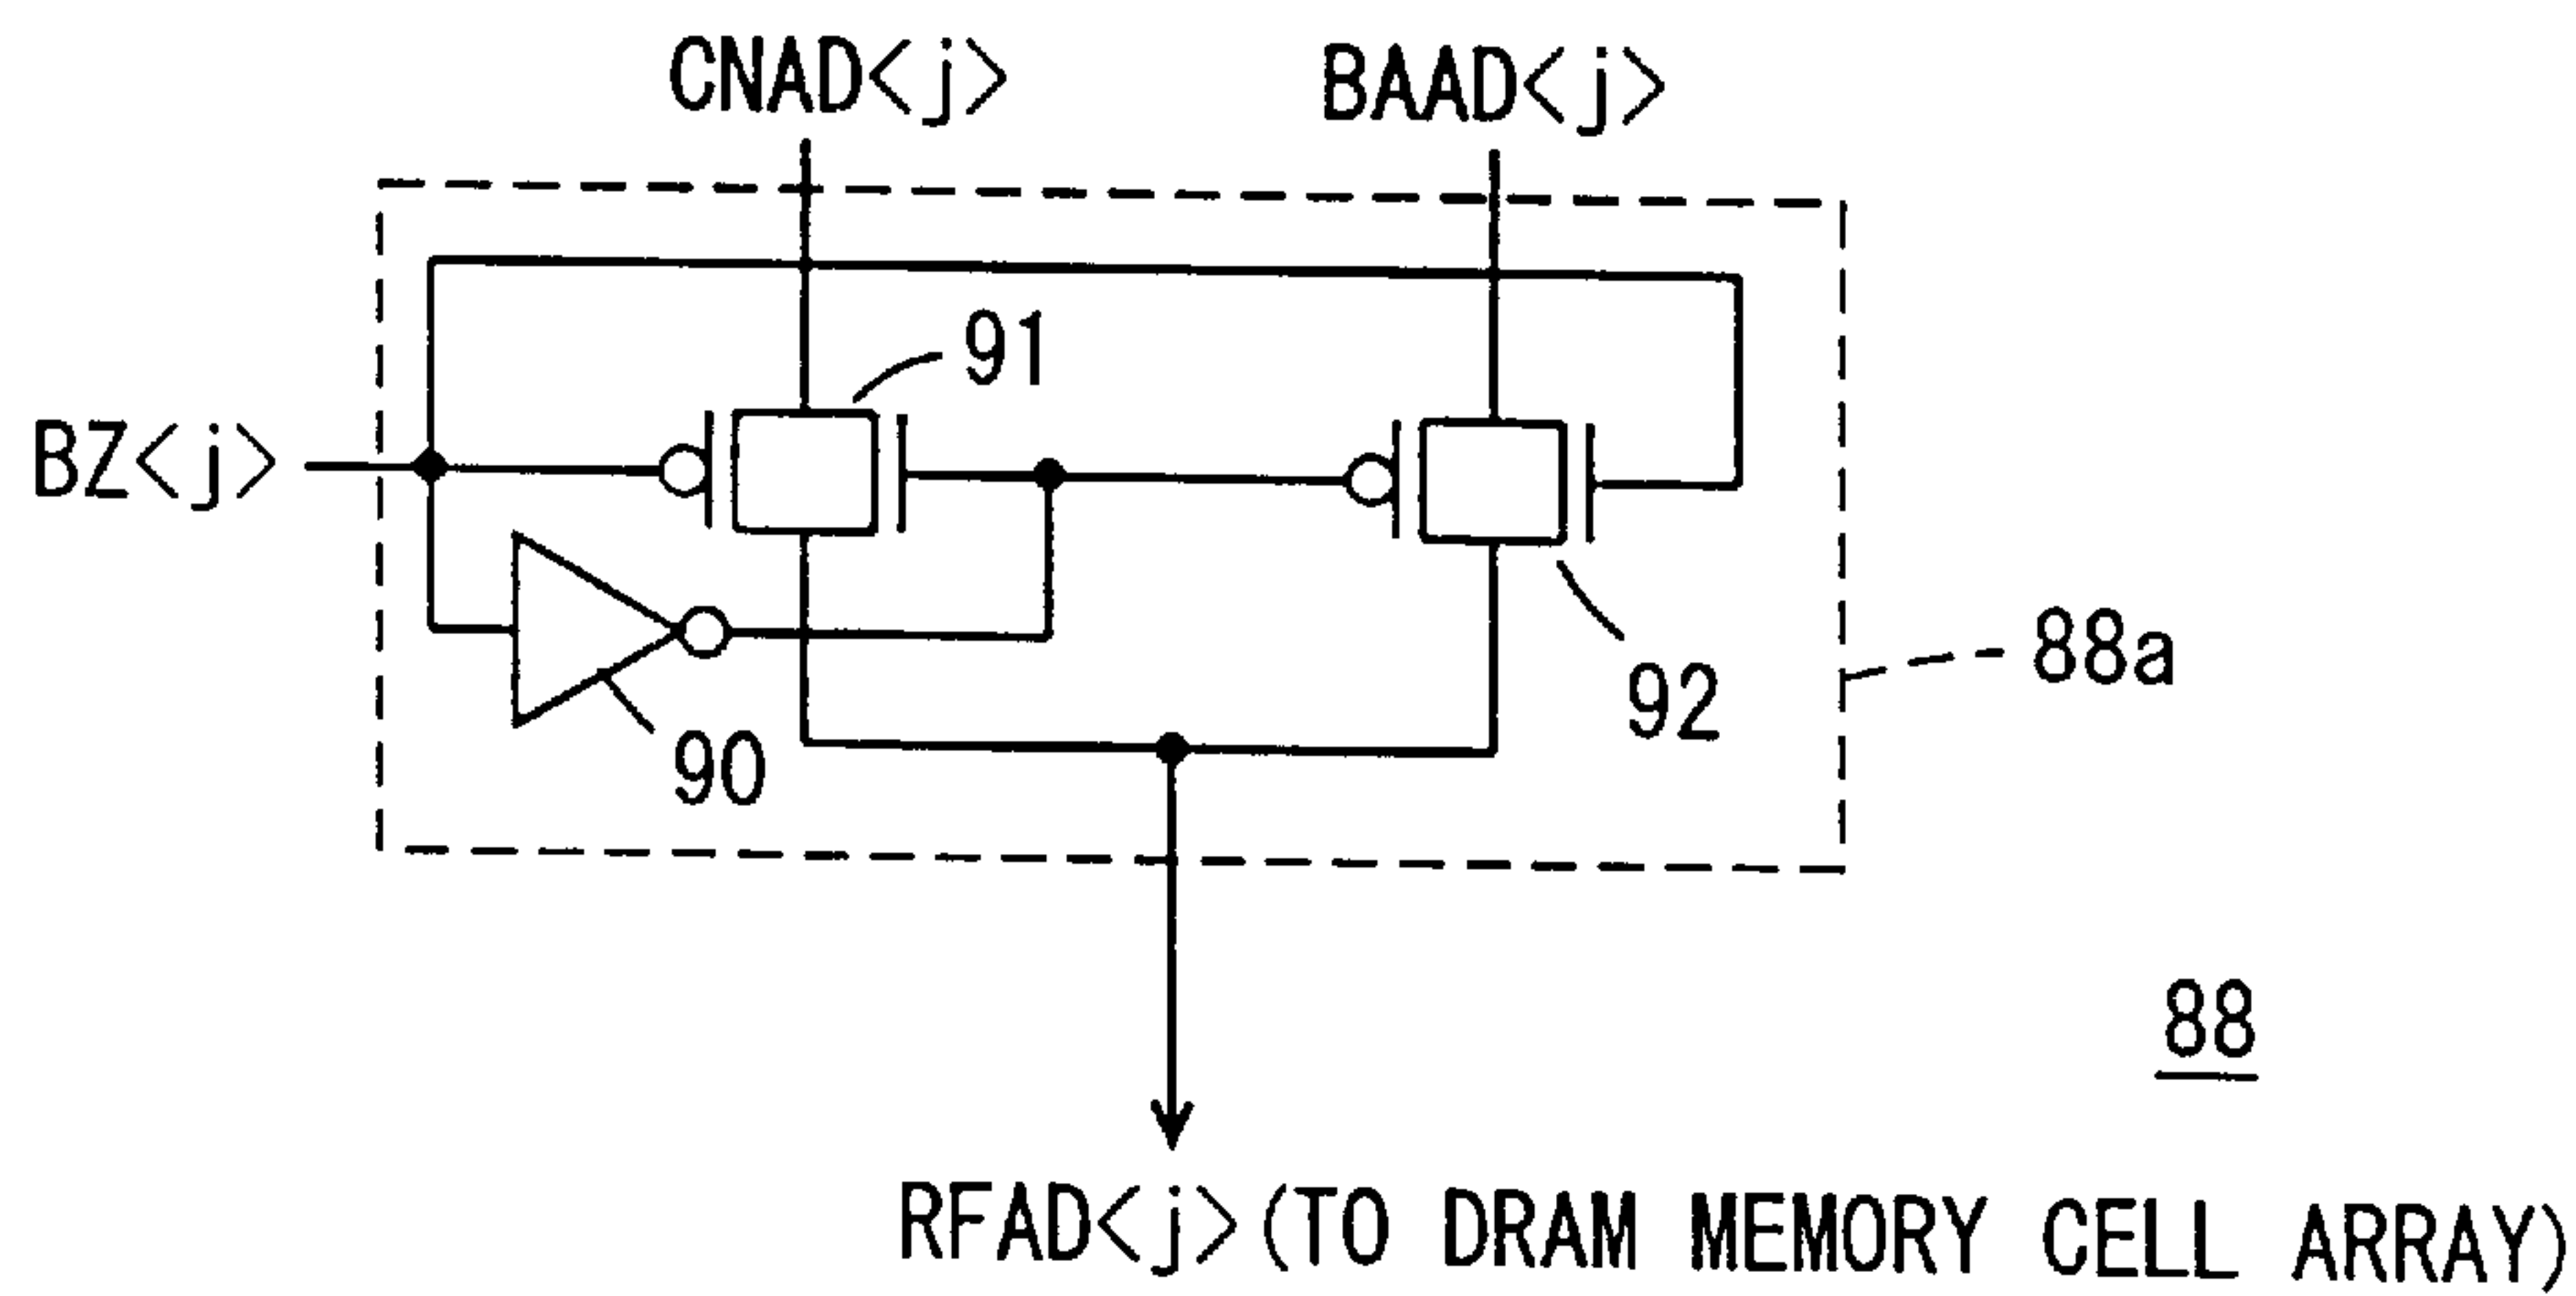 CNAD<j>
BAAD<j>
91
BZ<j>
90
92
88a
88
RFAD<j>(TO DRAM MEMORY CELL ARRAY)